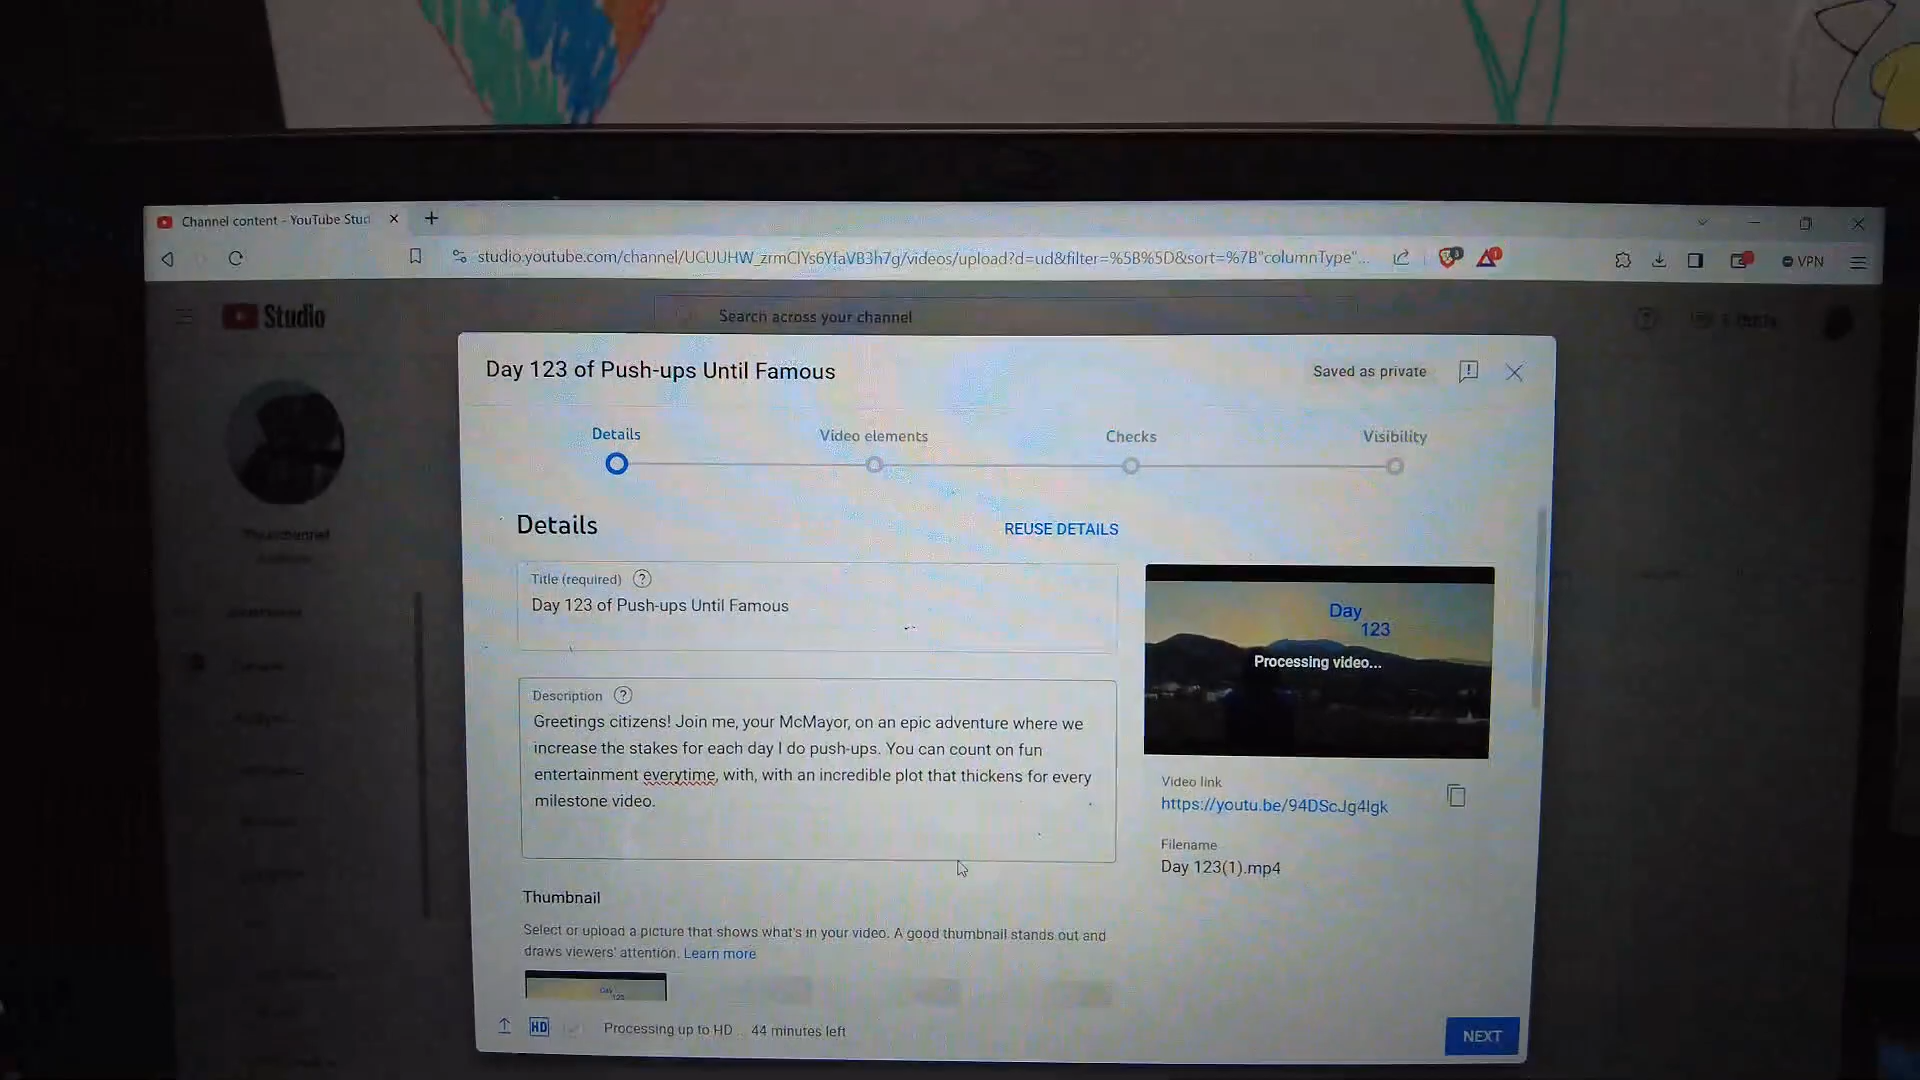 Channel content - YouTube Stud
studio.youtube.com/channel/UCUUHW_zrmClYs6YfaVB3h7g/videos/upload?d=ud&filter=%5B%5D&sort=%7B"columnType"...
VPN
Studio
Search across your channel
Day 123 of Push-ups Until Famous
Saved as private
Details
Video elements
Checks
Visibility
Details
REUSE DETAILS
Title (required)
Day 123 of Push-ups Until Famous
Description
Greetings citizens! Join me, your McMayor, on an epic adventure where we
increase the stakes for each day I do push-ups. You can count on fun
entertainment everytime, with, with an incredible plot that thickens for every
milestone video.
Day
123
Processing video...
Video link
https://youtu.be/94DScJg4lgk
Filename
Day 123(1).mp4
Thumbnail
Select or upload a picture that shows what's in your video. A good thumbnail stands out and
draws viewers' attention. Learn more
Day
123
HD
Processing up to HD ... 44 minutes left
NEXT